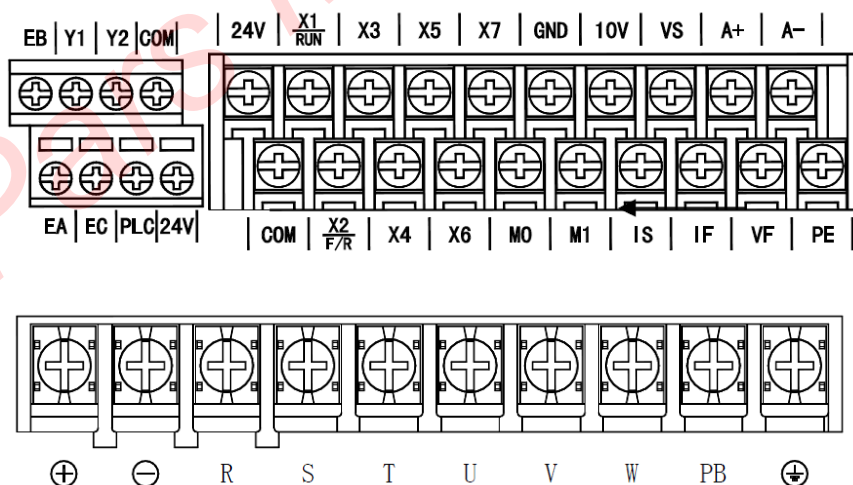 EB Y1 Y2 COM
24V X1/RUN X3 X5 X7 GND 10V VS A+ A-
EA EC PLC 24V
COM X2/F/R X4 X6 M0 M1 IS IF VF PE
R S T U V W PB
Pars